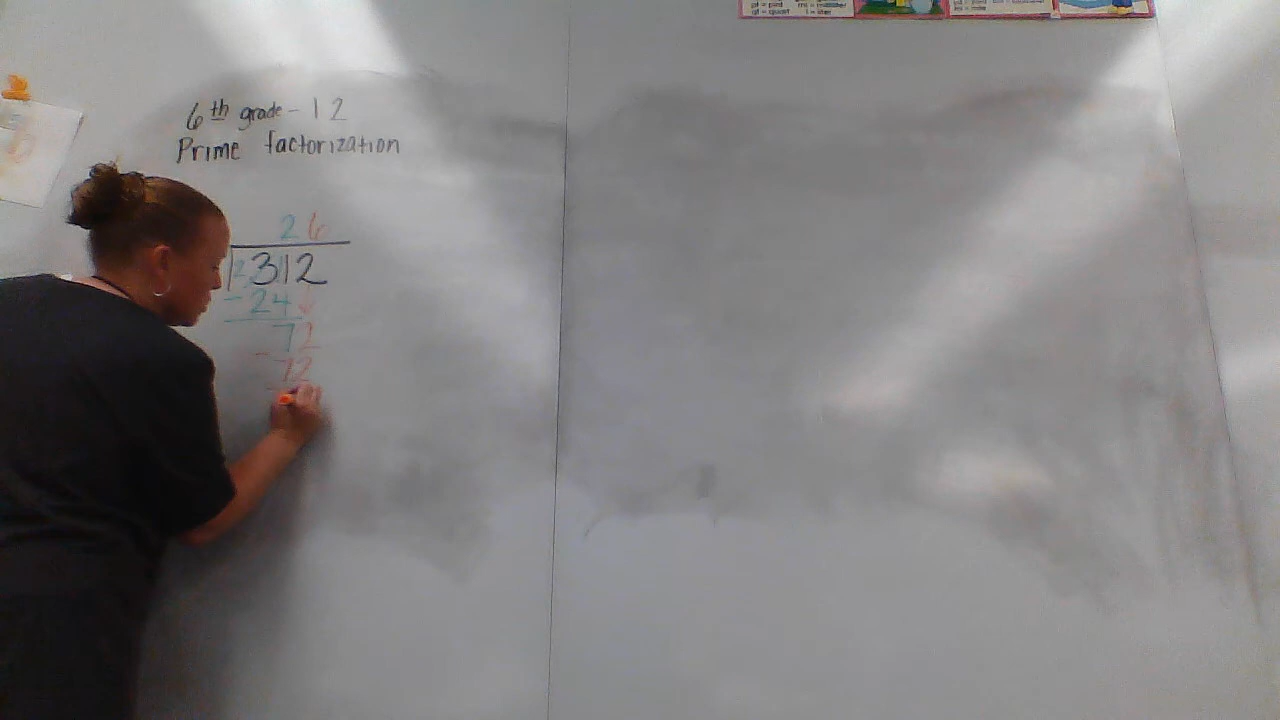 6th grade - 12
Prime factorization
26
312
- 24
72
- 72